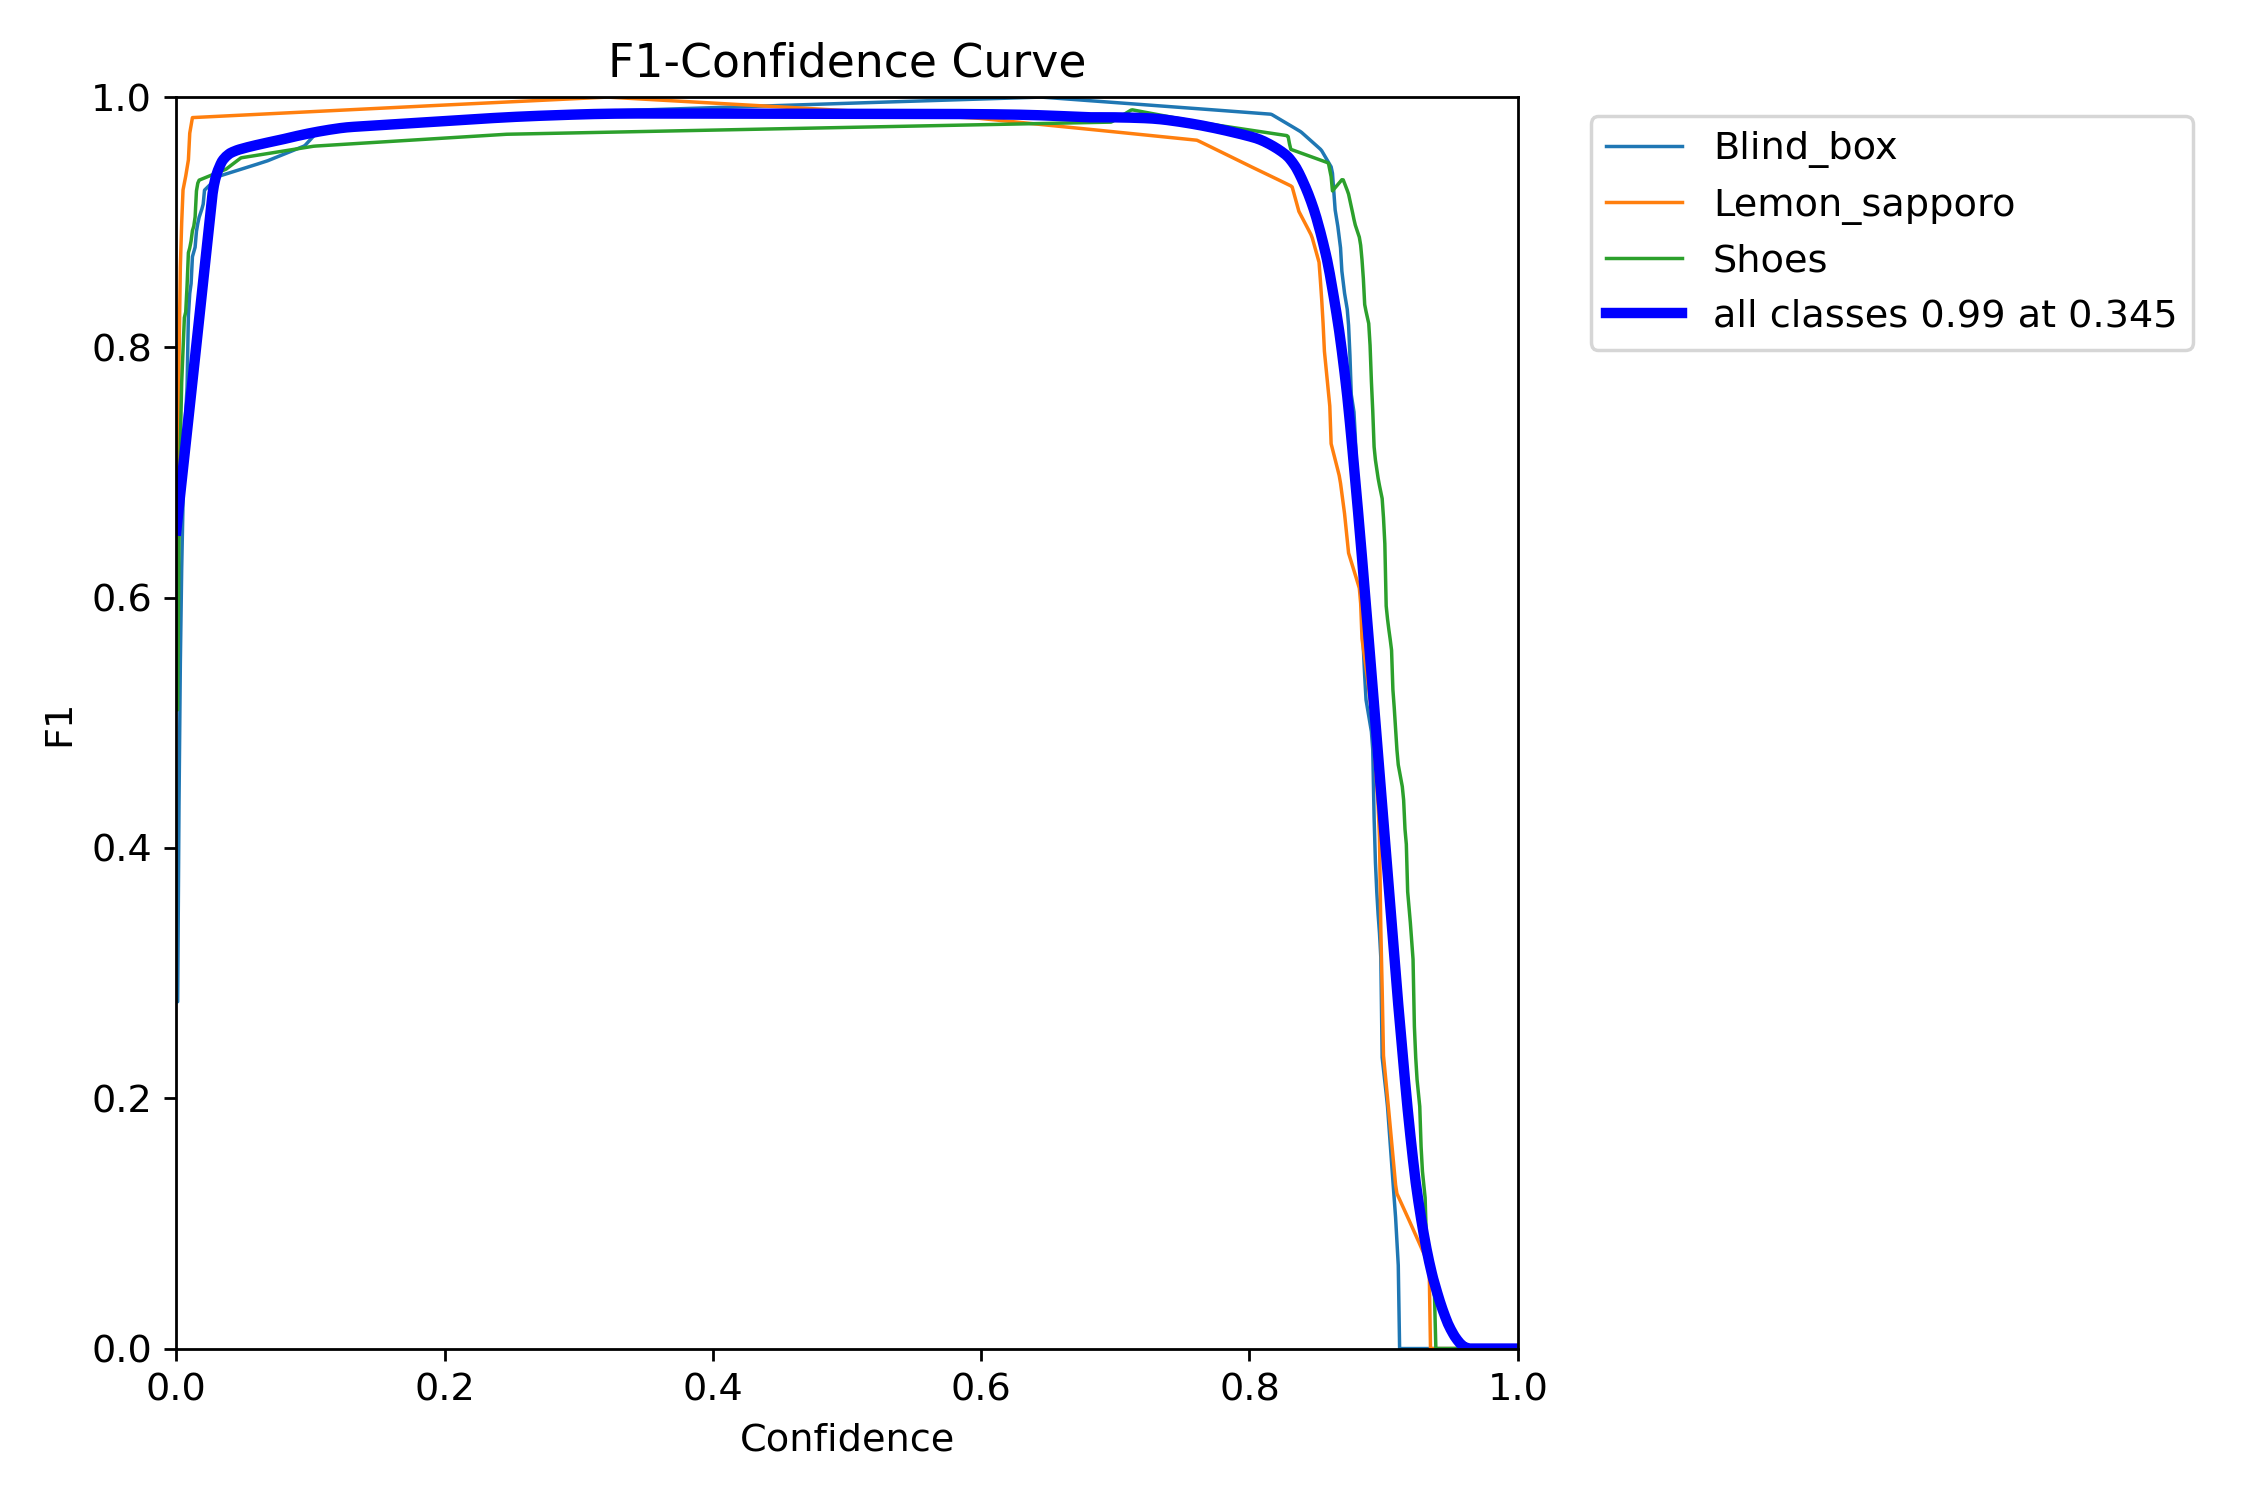 F1-Confidence Curve
1.0
0.8
0.6
0.4
0.2
0.0
F1
0.0 0.2 0.4 0.6 0.8 1.0
Confidence
Blind_box
Lemon_sapporo
Shoes
all classes 0.99 at 0.345